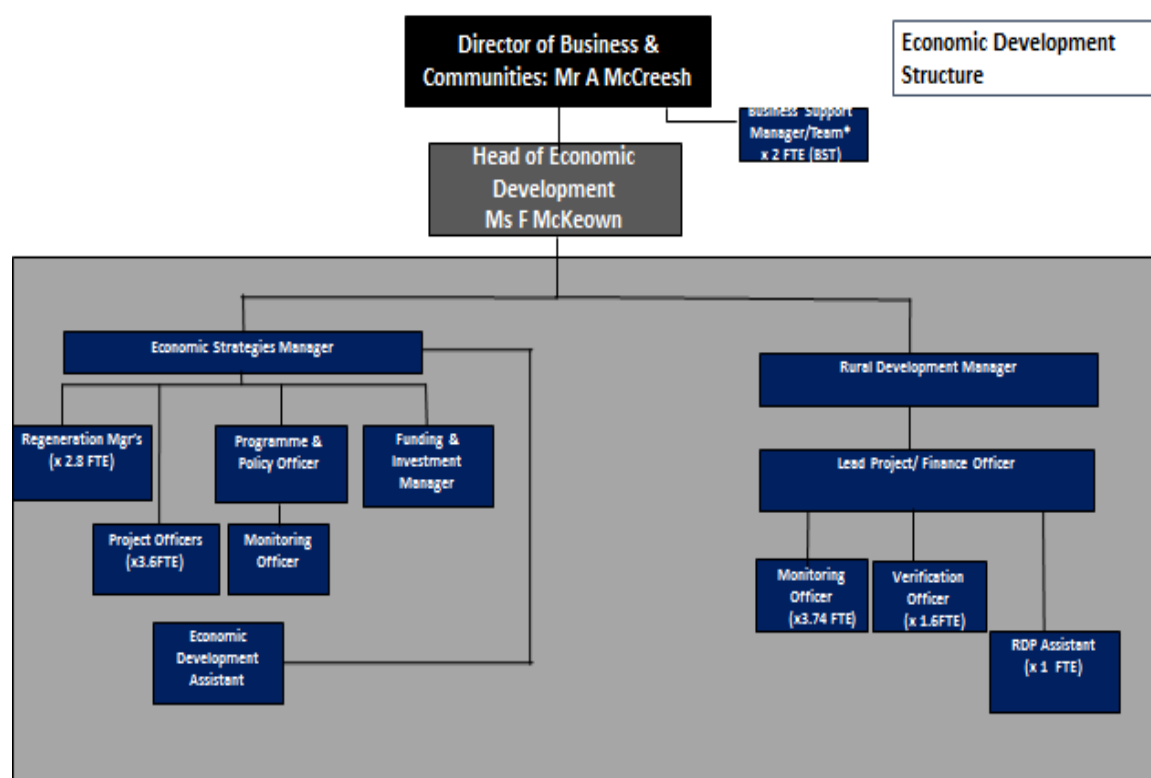 Director of Business &
Communities: Mr A McCreesh
Economic Development
Structure
Business Support
Manager/Team*
x 2 FTE (BST)
Head of Economic
Development
Ms F McKeown
Economic Strategies Manager
Rural Development Manager
Regeneration Mgr's
(x 2.8 FTE)
Programme &
Policy Officer
Funding &
Investment
Manager
Lead Project/ Finance Officer
Project Officers
(x3.6FTE)
Monitoring
Officer
Monitoring
Officer
(x3.74 FTE)
Verification
Officer
(x 1.6FTE)
Economic
Development
Assistant
RDP Assistant
(x 1 FTE)